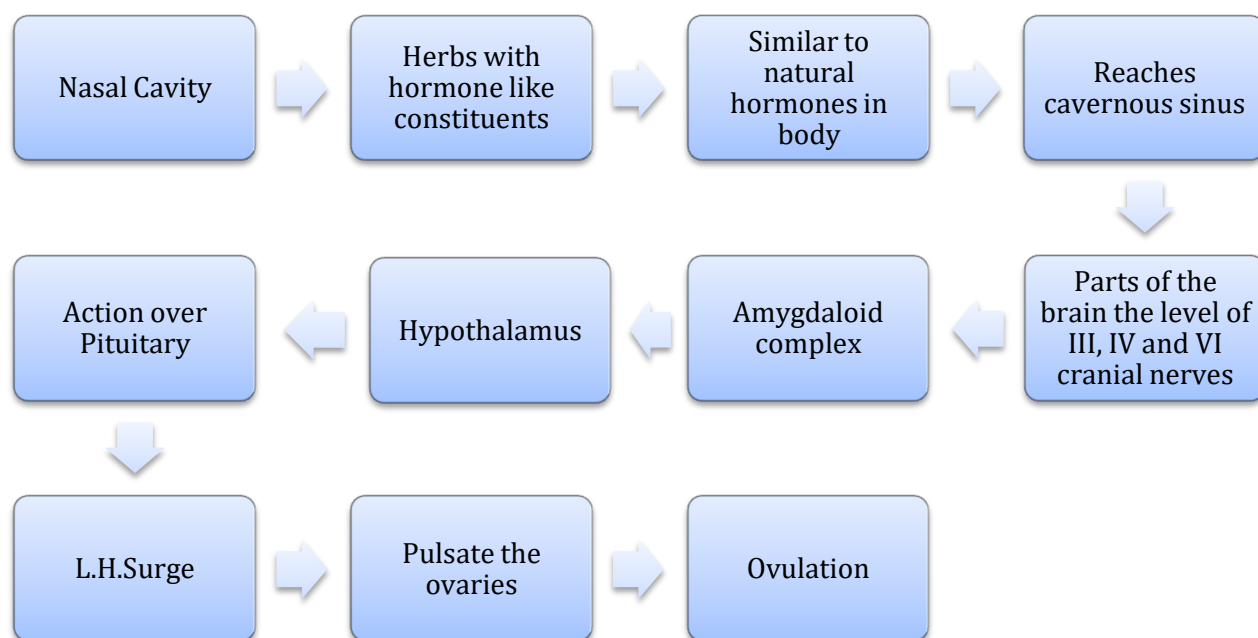 Nasal Cavity
Herbs with
hormone like
constituents
Similar to
natural
hormones in
body
Reaches
cavernous sinus
Parts of the
brain the level of
III, IV and VI
cranial nerves
Amygdaloid
complex
Hypothalamus
Action over
Pituitary
L.H.Surge
Pulsate the
ovaries
Ovulation